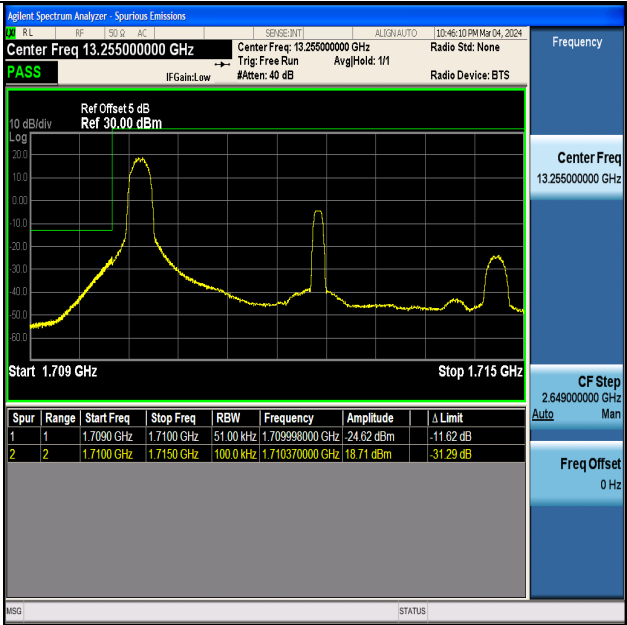 Agilent Spectrum Analyzer - Spurious Emissions
LXI RL RF 50 Ω AC SENSE:INT ALIGN AUTO 10:46:10 PM Mar 04, 2024
Center Freq 13.255000000 GHz
Center Freq: 13.255000000 GHz
Radio Std: None
Trig: Free Run Avg|Hold: 1/1
PASS
IFGain:Low
#Atten: 40 dB
Radio Device: BTS
Ref Offset 5 dB
10 dB/div Ref 30.00 dBm
Log
20.0
10.0
0.00
-10.0
-20.0
-30.0
-40.0
-50.0
-60.0
Start 1.709 GHz Stop 1.715 GHz
Spur Range Start Freq Stop Freq RBW Frequency Amplitude Δ Limit
1 1 1.7090 GHz 1.7100 GHz 51.00 kHz 1.709998000 GHz -24.62 dBm -11.62 dB
2 2 1.7100 GHz 1.7150 GHz 100.0 kHz 1.710370000 GHz 18.71 dBm -31.29 dB
MSG STATUS
Frequency
Center Freq
13.255000000 GHz
CF Step
2.649000000 GHz
Auto Man
Freq Offset
0 Hz